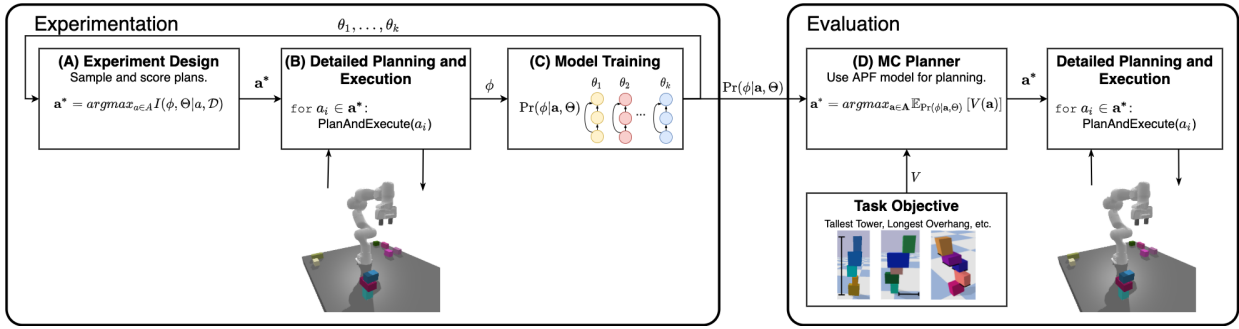 Experimentation
θ₁, . . . , θₖ
(A) Experiment Design
Sample and score plans.
a* = argmaxₐ∈A I(ϕ, Θ|a, D)
a*
(B) Detailed Planning and
Execution
for aᵢ ∈ a*:
PlanAndExecute(aᵢ)
ϕ
(C) Model Training
θ₁ θ₂ θₖ
Pr(ϕ|a, Θ)
...
Pr(ϕ|a, Θ)
Evaluation
(D) MC Planner
Use APF model for planning.
a* = argmaxₐ∈A 𝔼Pr(ϕ|a,Θ) [V(a)]
a*
Detailed Planning and
Execution
for aᵢ ∈ a*:
PlanAndExecute(aᵢ)
V
Task Objective
Tallest Tower, Longest Overhang, etc.